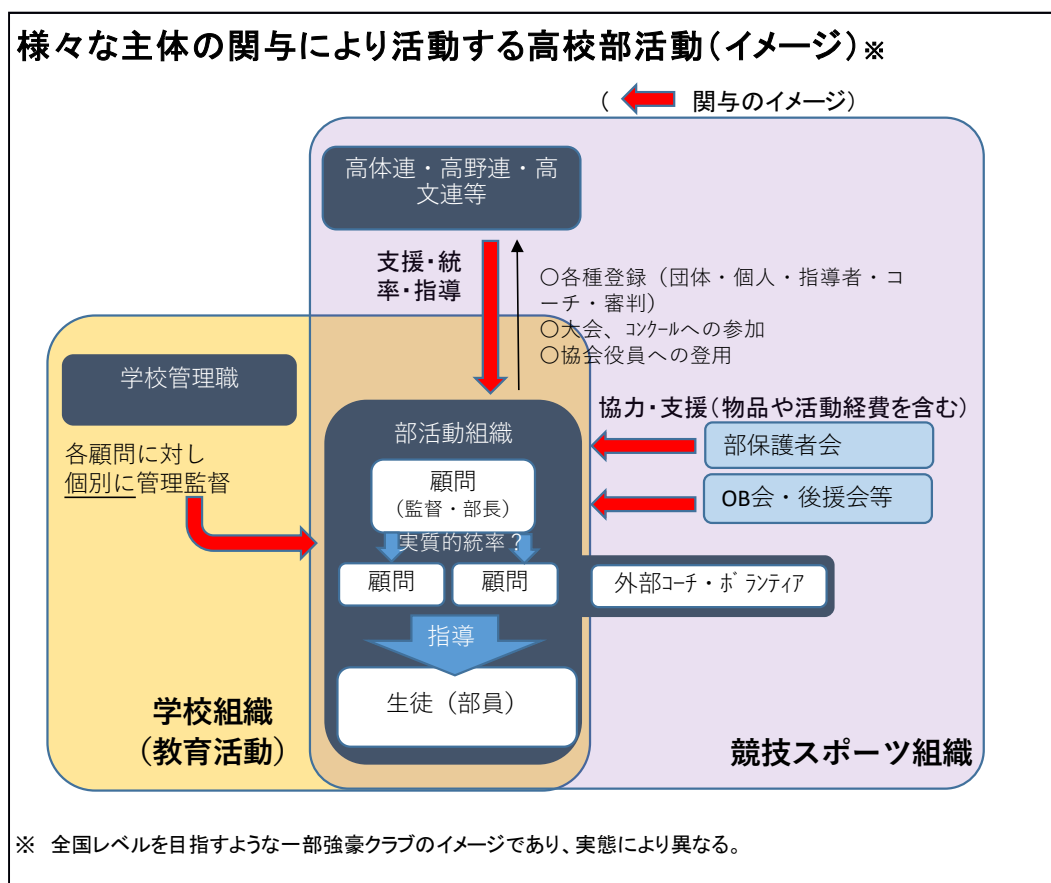 様々な主体の関与により活動する高校部活動（イメージ）※
（ 関与のイメージ）
高体連・高野連・高
文連等
支援・統
率・指導
○各種登録（団体・個人・指導者・コ
ーチ・審判）
○大会、ｺﾝｸｰﾙへの参加
○協会役員への登用
学校管理職
各顧問に対し
個別に管理監督
協力・支援（物品や活動経費を含む）
部保護者会
OB会・後援会等
部活動組織
顧問
（監督・部長）
実質的統率？
顧問
顧問
外部ｺｰﾁ・ﾎﾞﾗﾝﾃｨｱ
指導
生徒（部員）
学校組織
（教育活動）
競技スポーツ組織
※ 全国レベルを目指すような一部強豪クラブのイメージであり、実態により異なる。